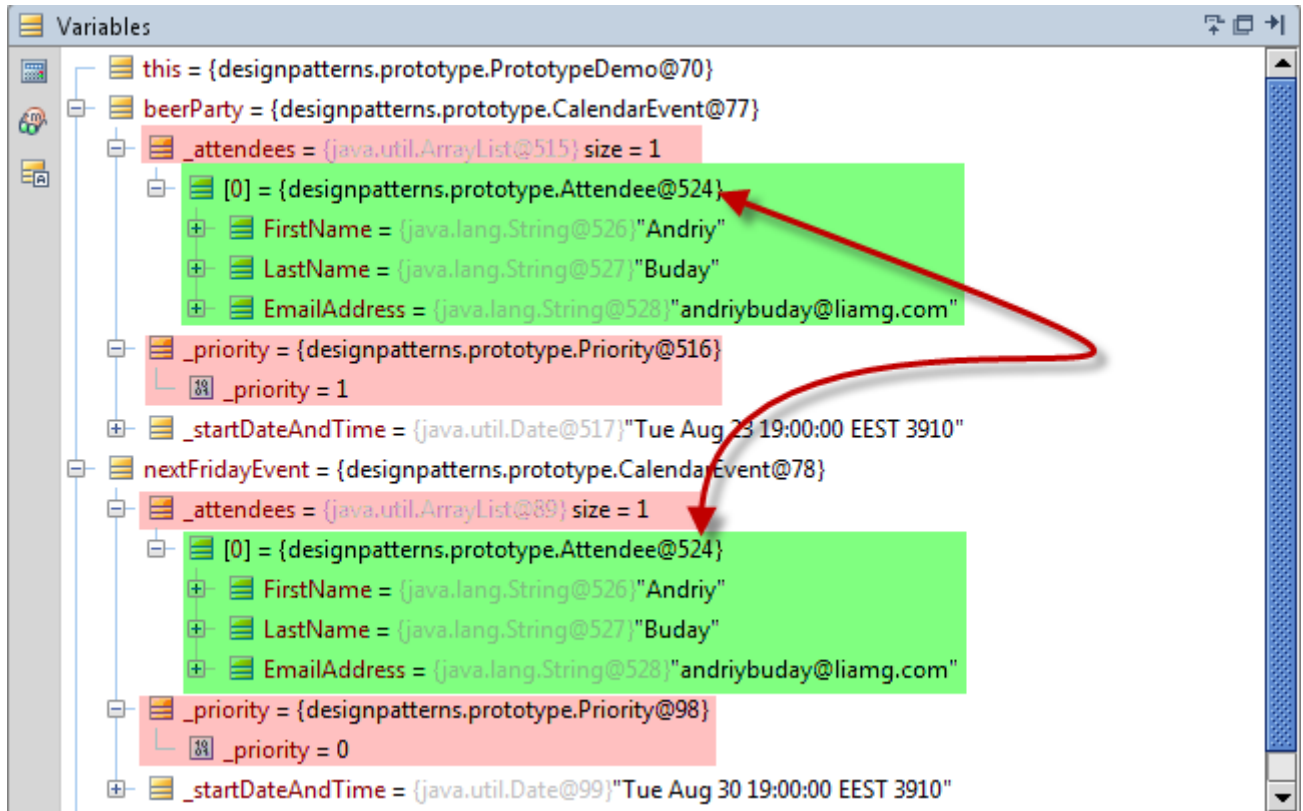 Variables
this = {designpatterns.prototype.PrototypeDemo@70}
beerParty = {designpatterns.prototype.CalendarEvent@77}
_attendees = {java.util.ArrayList@515} size = 1
[0] = {designpatterns.prototype.Attendee@524}
FirstName = {java.lang.String@526}"Andriy"
LastName = {java.lang.String@527}"Buday"
EmailAddress = {java.lang.String@528}"andriybuday@liamg.com"
_priority = {designpatterns.prototype.Priority@516}
_priority = 1
_startDateAndTime = {java.util.Date@517}"Tue Aug 23 19:00:00 EEST 3910"
nextFridayEvent = {designpatterns.prototype.CalendarEvent@78}
_attendees = {java.util.ArrayList@89} size = 1
[0] = {designpatterns.prototype.Attendee@524}
FirstName = {java.lang.String@526}"Andriy"
LastName = {java.lang.String@527}"Buday"
EmailAddress = {java.lang.String@528}"andriybuday@liamg.com"
_priority = {designpatterns.prototype.Priority@98}
_priority = 0
_startDateAndTime = {java.util.Date@99}"Tue Aug 30 19:00:00 EEST 3910"